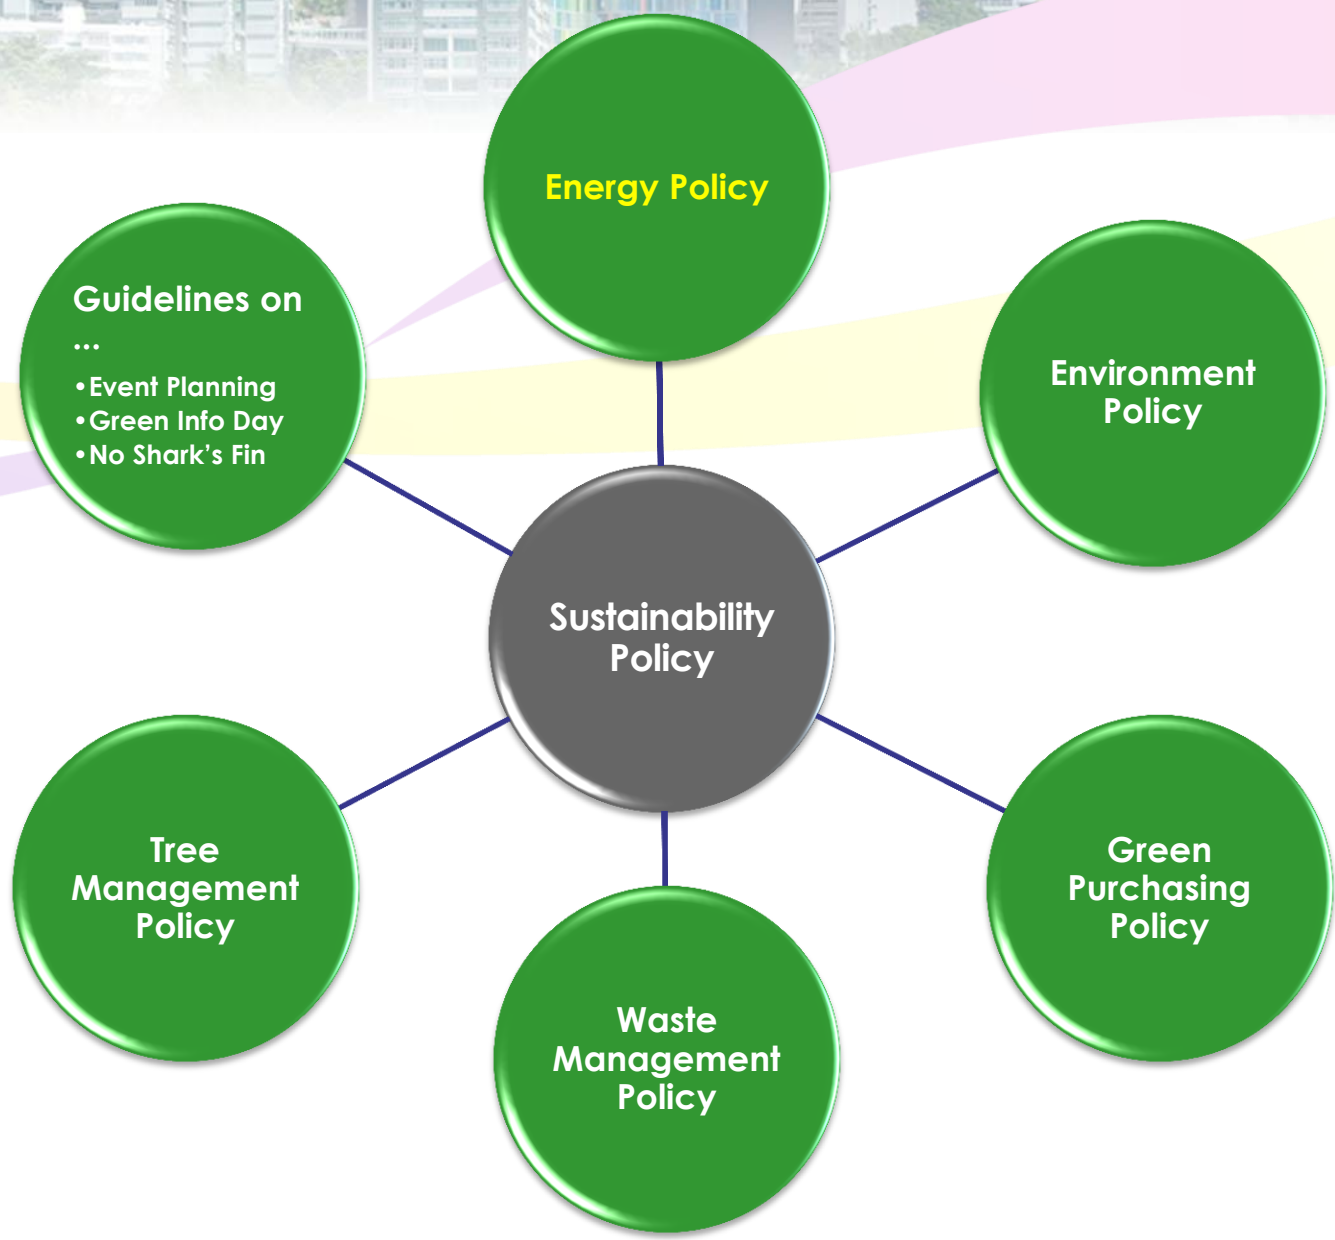 Energy Policy
Guidelines on
...
•Event Planning
•Green Info Day
•No Shark's Fin
Environment
Policy
Sustainability
Policy
Tree
Management
Policy
Green
Purchasing
Policy
Waste
Management
Policy